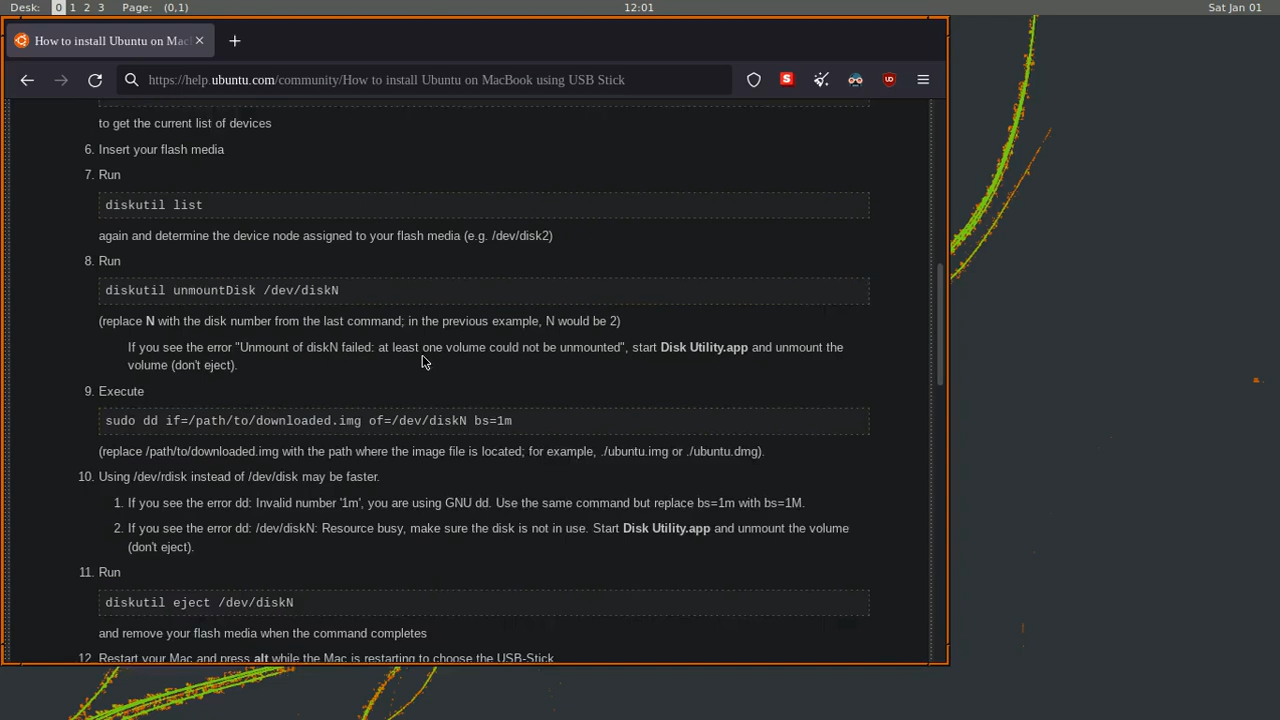 Desk: 0 1 2 3 Page: (0,1) 12:01 Sat Jan 01
How to install Ubuntu on Mac
https://help.ubuntu.com/community/How to install Ubuntu on MacBook using USB Stick
to get the current list of devices
6. Insert your flash media
7. Run
diskutil list
again and determine the device node assigned to your flash media (e.g. /dev/disk2)
8. Run
diskutil unmountDisk /dev/diskN
(replace N with the disk number from the last command; in the previous example, N would be 2)
If you see the error "Unmount of diskN failed: at least one volume could not be unmounted", start Disk Utility.app and unmount the
volume (don't eject).
9. Execute
sudo dd if=/path/to/downloaded.img of=/dev/diskN bs=1m
(replace /path/to/downloaded.img with the path where the image file is located; for example, ./ubuntu.img or ./ubuntu.dmg).
10. Using /dev/rdisk instead of /dev/disk may be faster.
1. If you see the error dd: Invalid number '1m', you are using GNU dd. Use the same command but replace bs=1m with bs=1M.
2. If you see the error dd: /dev/diskN: Resource busy, make sure the disk is not in use. Start Disk Utility.app and unmount the volume
(don't eject).
11. Run
diskutil eject /dev/diskN
and remove your flash media when the command completes
12. Restart your Mac and press alt while the Mac is restarting to choose the USB-Stick